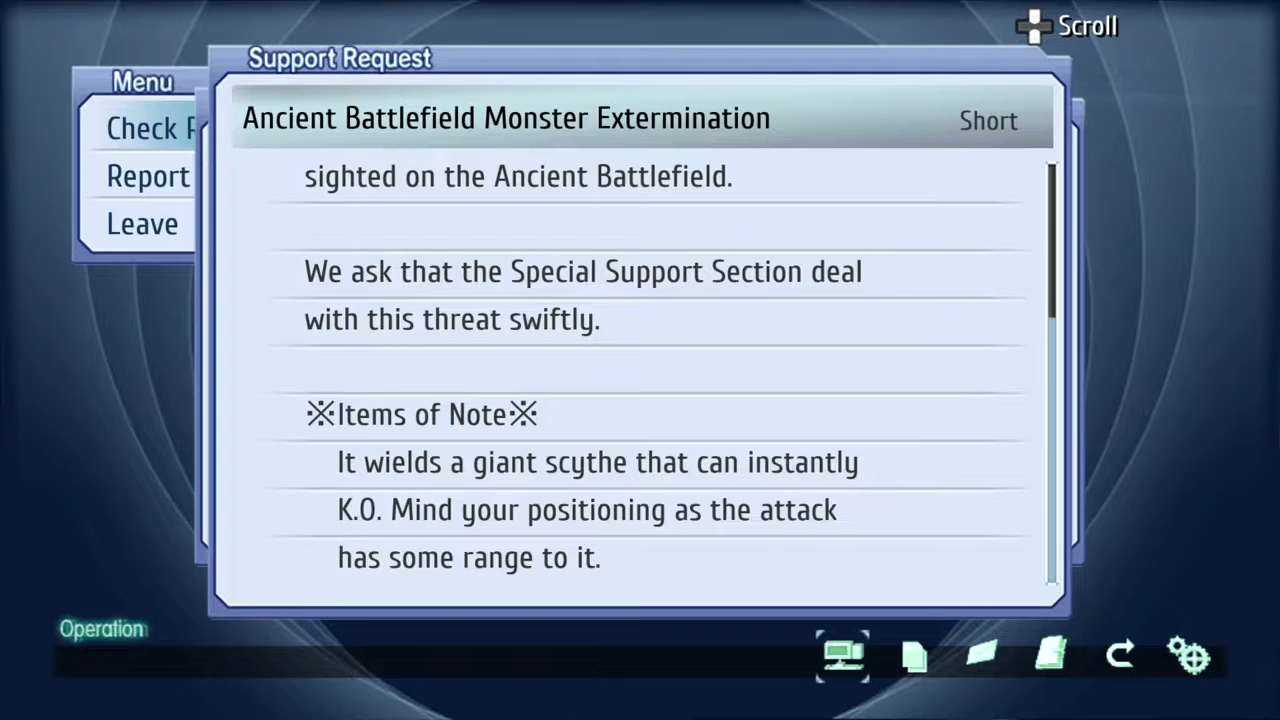 Scroll
Support Request
Menu
Ancient Battlefield Monster Extermination Short
Check
Report
Leave
sighted on the Ancient Battlefield.
We ask that the Special Support Section deal
with this threat swiftly.
※Items of Note※
It wields a giant scythe that can instantly
K.O. Mind your positioning as the attack
has some range to it.
Operation